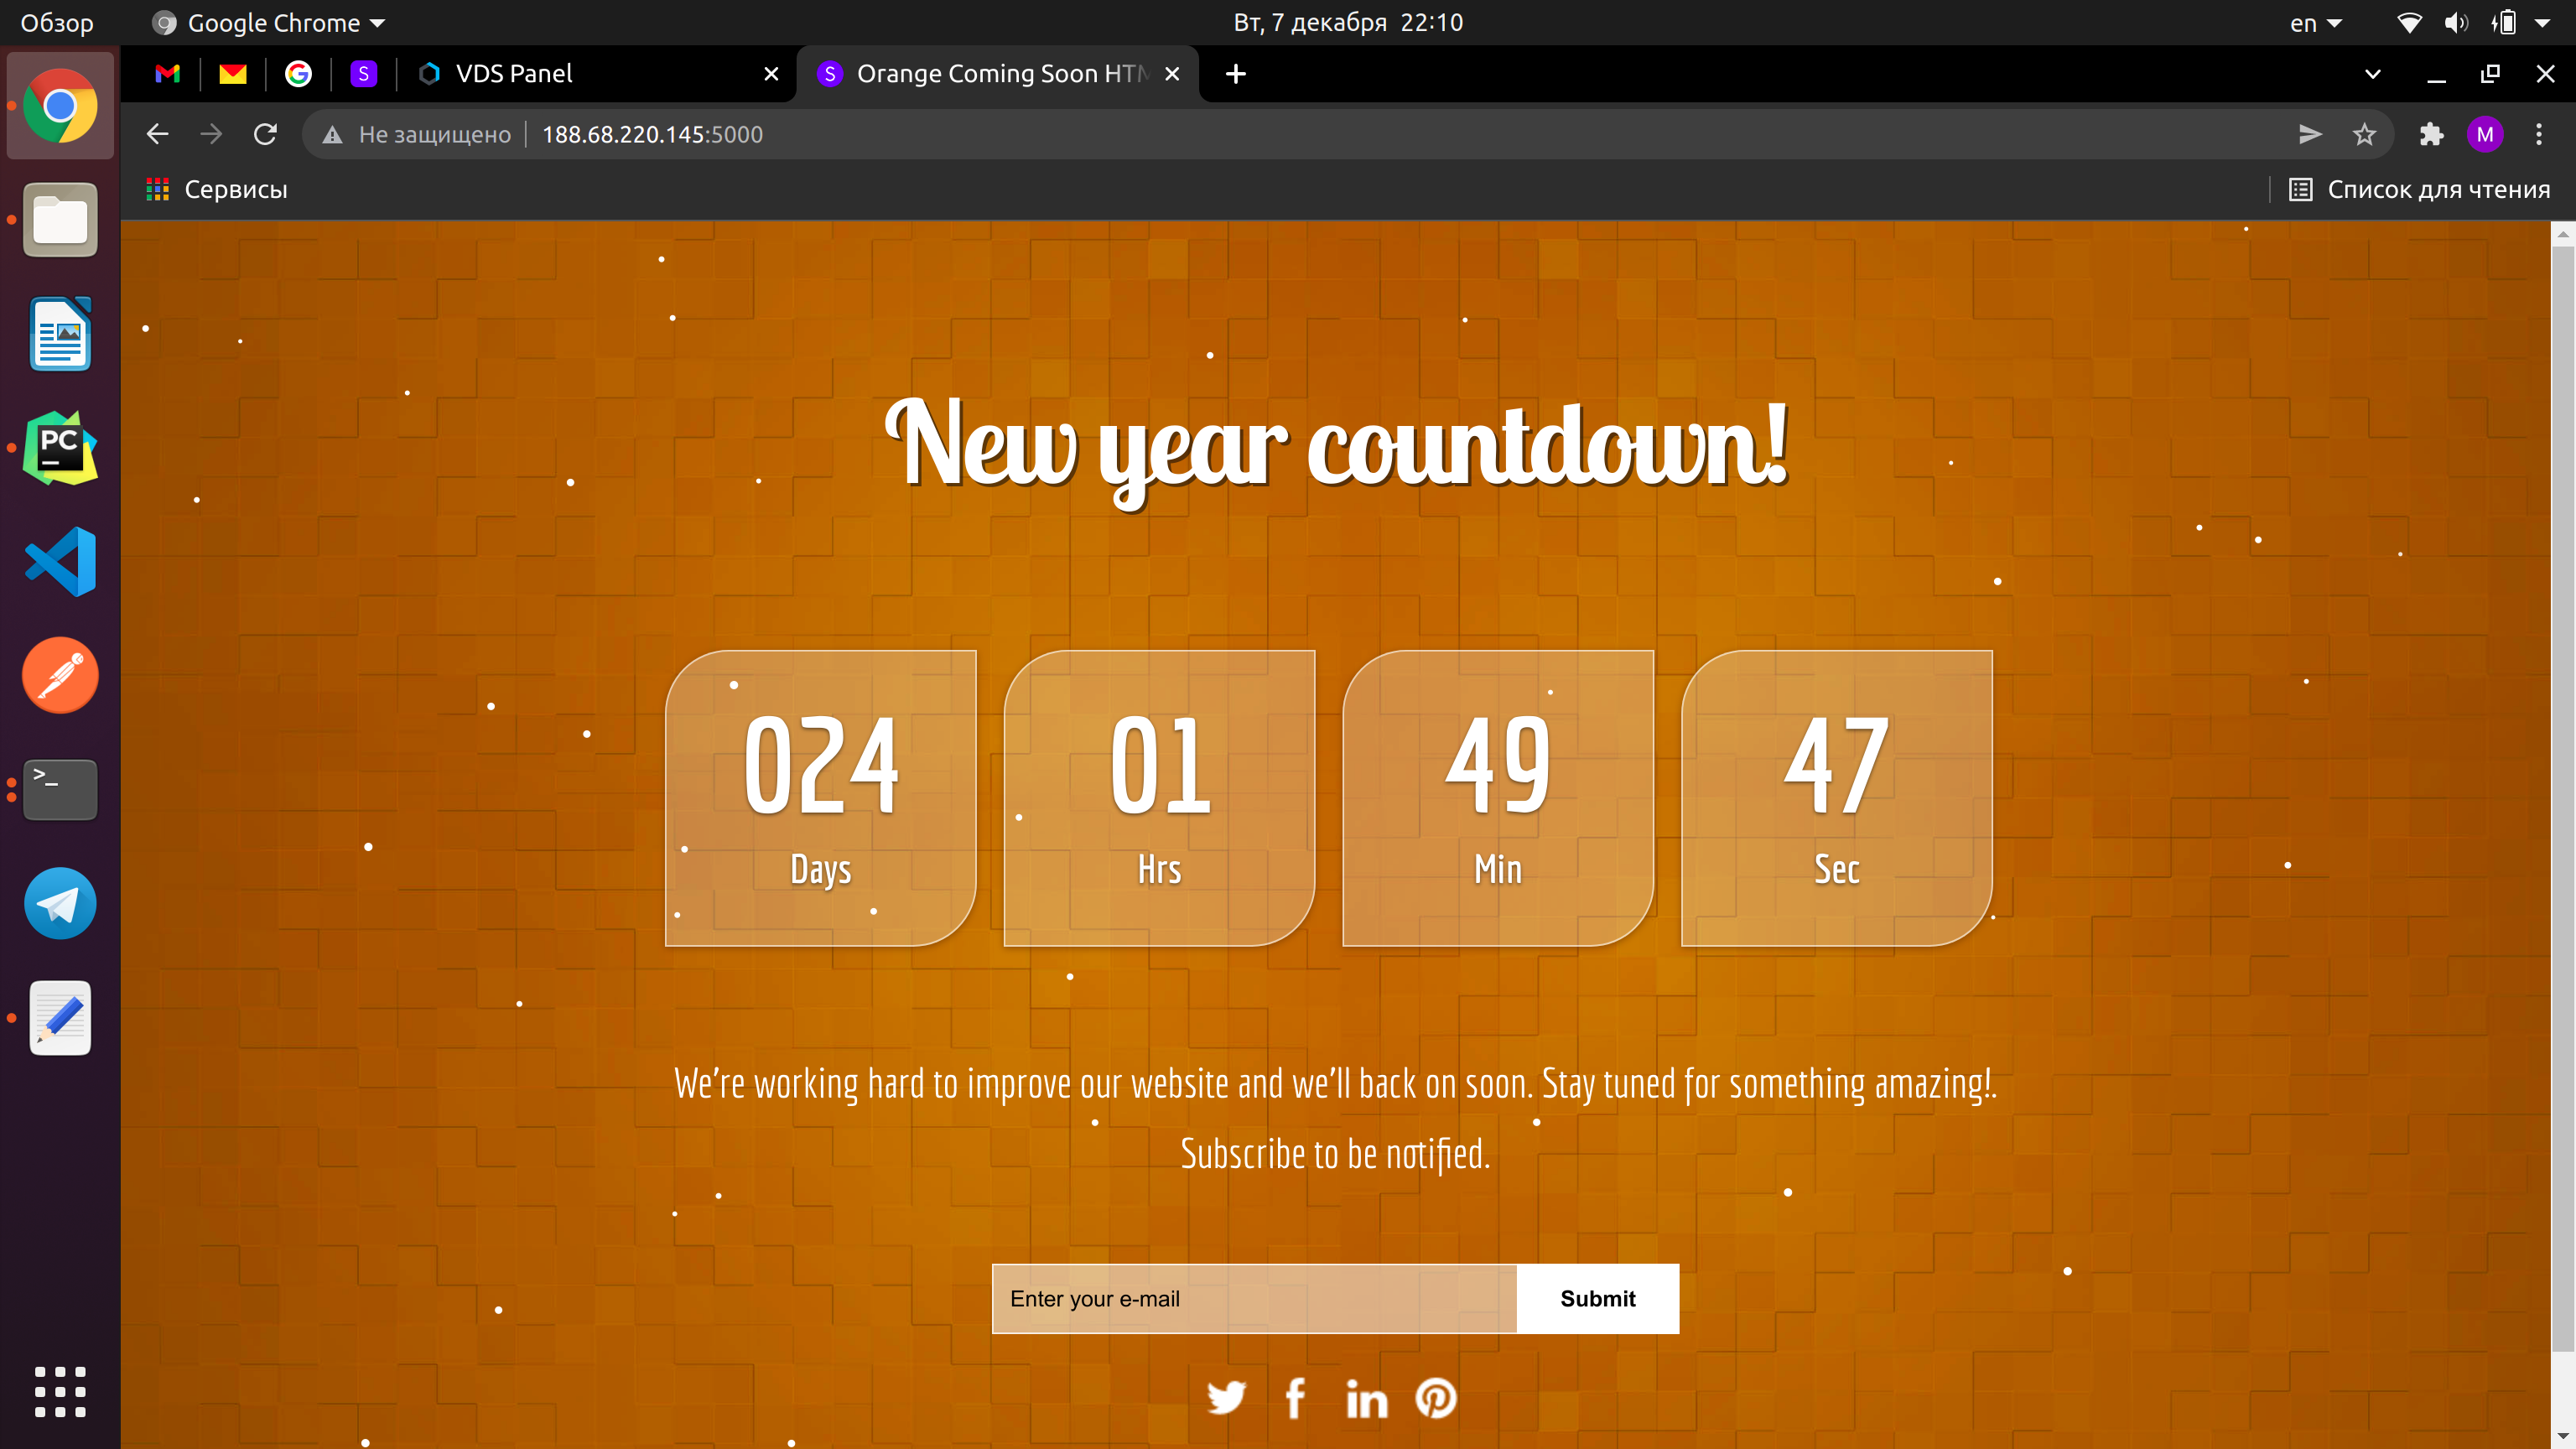 Обзор
Google Chrome
Вт, 7 декабря 22:10
en
S
VDS Panel
S
Orange Coming Soon HTM
Не защищено
188.68.220.145:5000
M
Сервисы
Список для чтения
PC
>_
New year countdown!
024
01
49
47
Days
Hrs
Min
Sec
We're working hard to improve our website and we'll back on soon. Stay tuned for something amazing!.
Subscribe to be notified.
Enter your e-mail
Submit